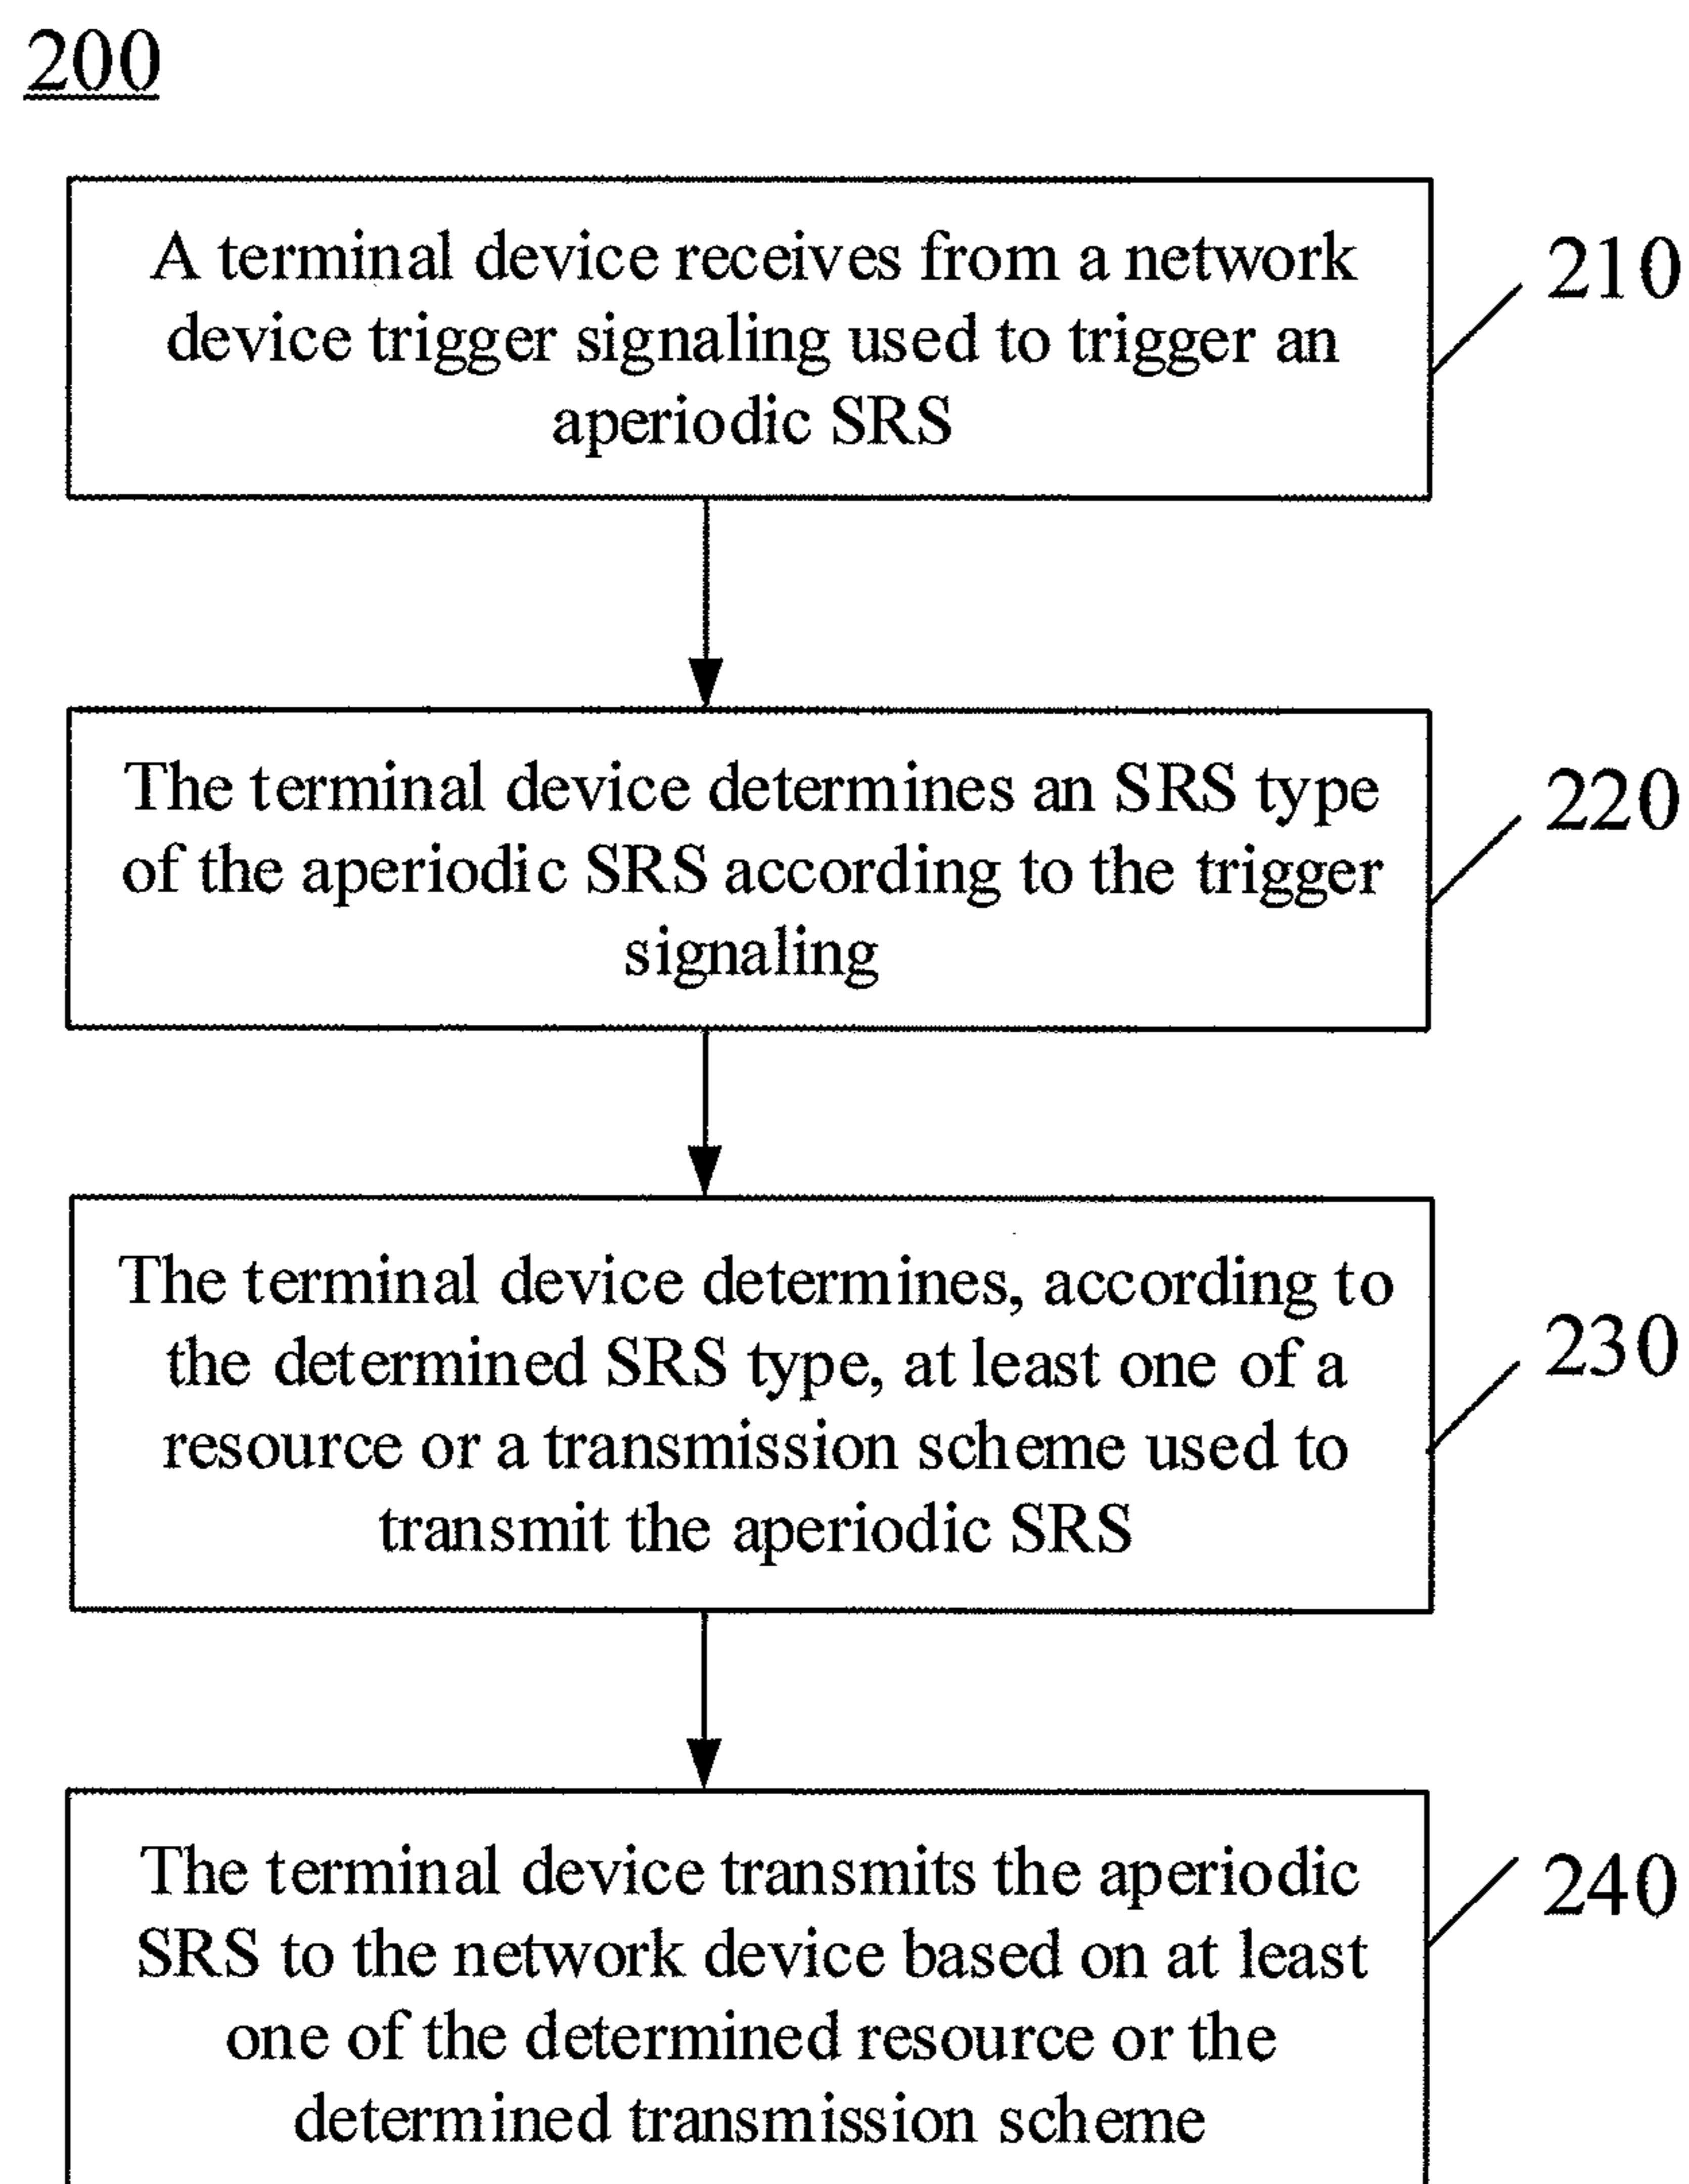 200
A terminal device receives from a network
device trigger signaling used to trigger an
aperiodic SRS
210
The terminal device determines an SRS type
of the aperiodic SRS according to the trigger
signaling
220
The terminal device determines, according to
the determined SRS type, at least one of a
resource or a transmission scheme used to
transmit the aperiodic SRS
230
The terminal device transmits the aperiodic
SRS to the network device based on at least
one of the determined resource or the
determined transmission scheme
240